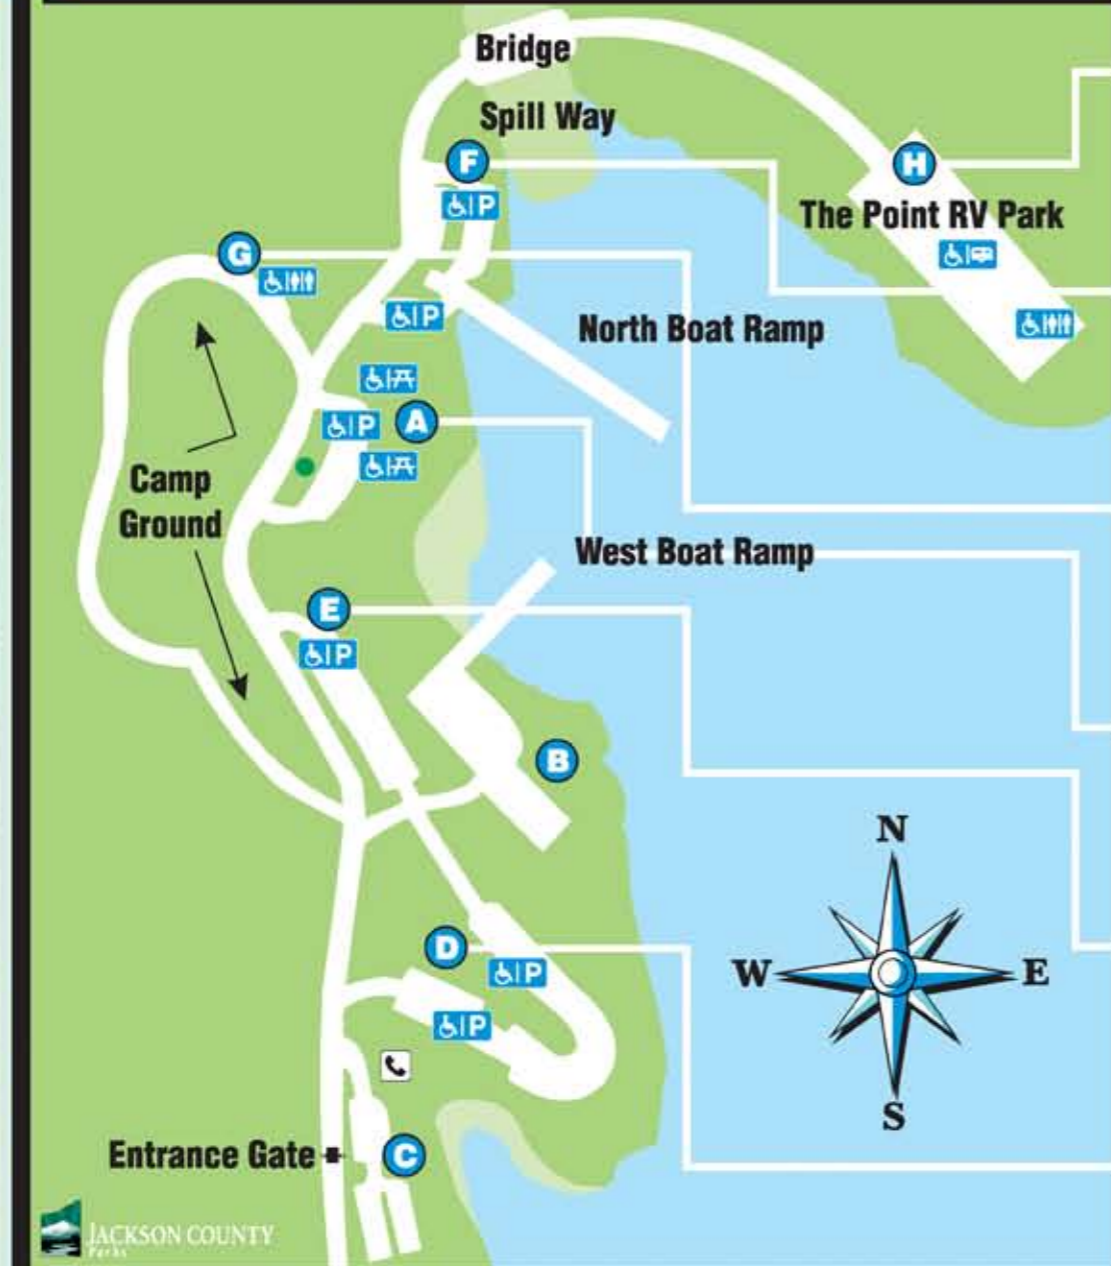 Bridge
Spill Way
F
P
H
The Point RV Park
G
P
North Boat Ramp
P
A
Camp
Ground
West Boat Ramp
E
P
B
N
W
E
S
D
P
P
Entrance Gate
C
JACKSON COUNTY
Parks